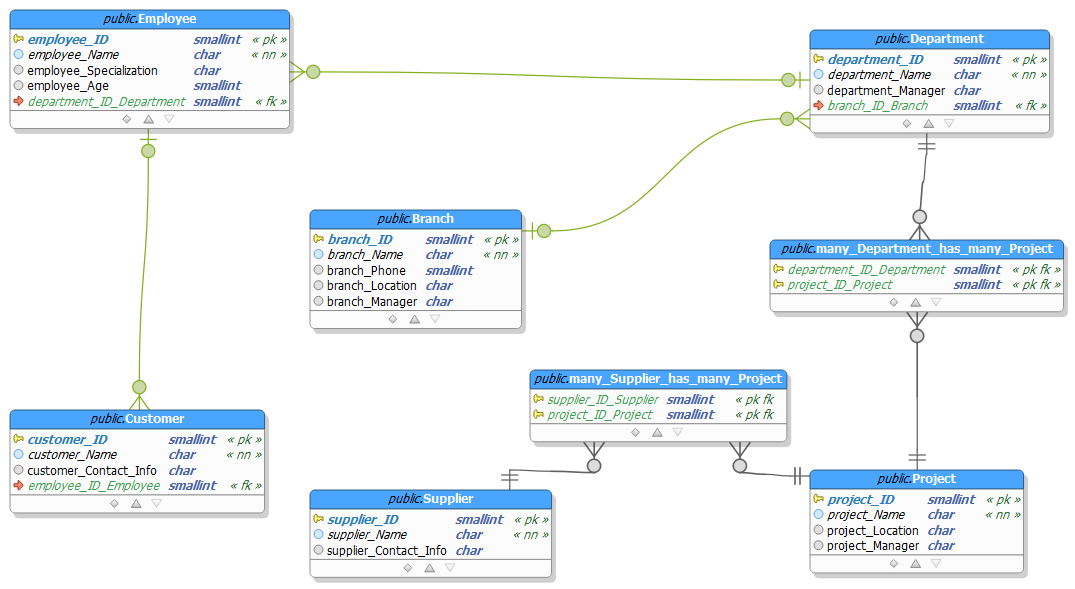 public.Employee
employee_ID smallint « pk »
employee_Name char « nn »
employee_Specialization char
employee_Age smallint
department_ID_Department smallint « fk »
public.Department
department_ID smallint « pk »
department_Name char « nn »
department_Manager char
branch_ID_Branch smallint « fk »
public.Branch
branch_ID smallint « pk »
branch_Name char « nn »
branch_Phone smallint
branch_Location char
branch_Manager char
public.many_Department_has_many_Project
department_ID_Department smallint « pk fk »
project_ID_Project smallint « pk fk »
public.many_Supplier_has_many_Project
supplier_ID_Supplier smallint « pk fk
project_ID_Project smallint « pk fk
public.Customer
customer_ID smallint « pk »
customer_Name char « nn »
customer_Contact_Info char
employee_ID_Employee smallint « fk »
public.Supplier
supplier_ID smallint « pk »
supplier_Name char « nn »
supplier_Contact_Info char
public.Project
project_ID smallint « pk »
project_Name char « nn »
project_Location char
project_Manager char